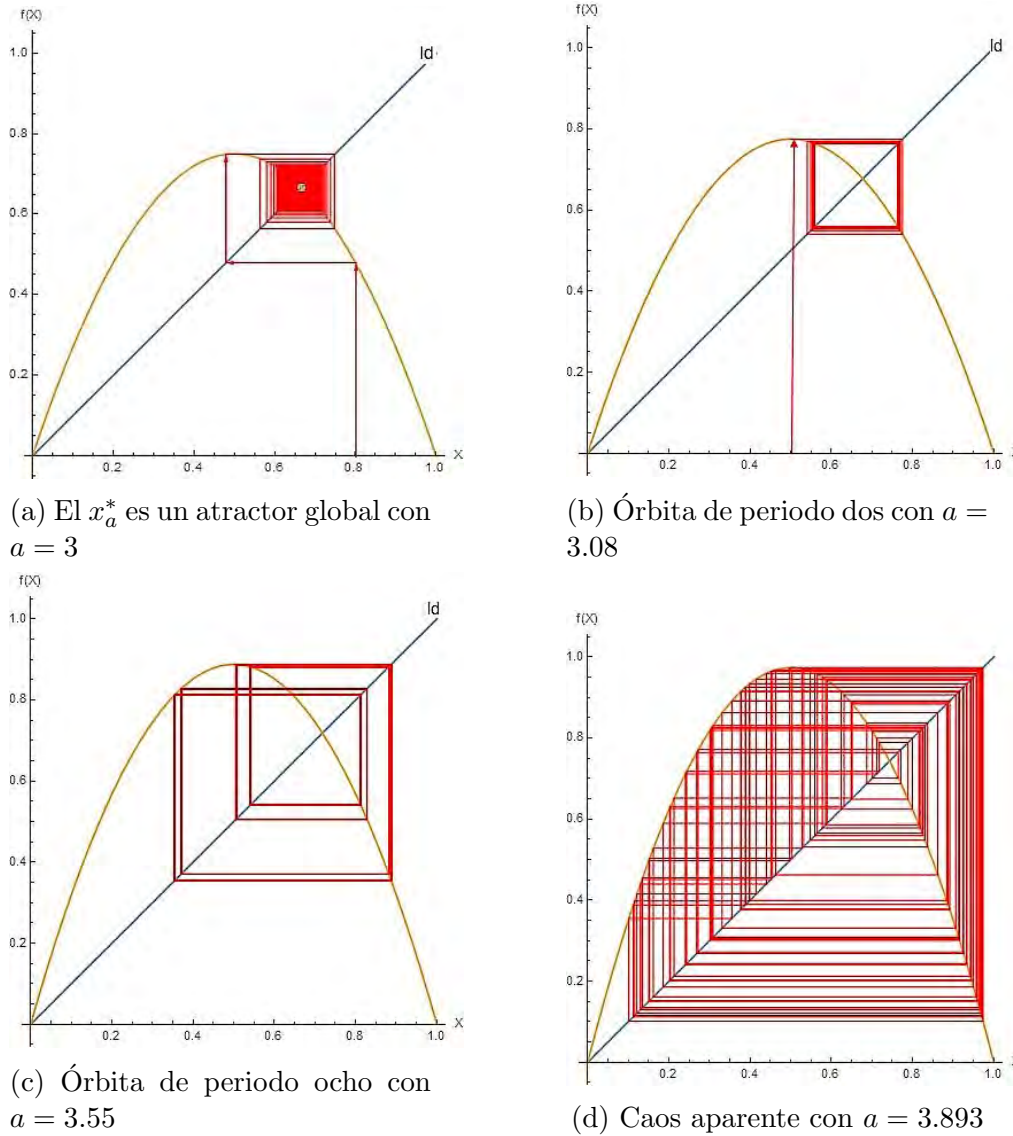 f(X)
1.0
0.8
0.6
0.4
0.2
0.2
0.4
0.6
0.8
1.0
X
Id
(a) El $x_a^*$ es un atractor global con
$a = 3$
f(X)
1.0
0.8
0.6
0.4
0.2
0.2
0.4
0.6
0.8
1.0
Id
(b) Órbita de periodo dos con $a =$
3.08
f(X)
1.0
0.8
0.6
0.4
0.2
0.2
0.4
0.6
0.8
1.0
X
Id
(c) Órbita de periodo ocho con
$a = 3.55$
f(X)
1.0
0.8
0.6
0.4
0.2
0.2
0.4
0.6
0.8
1.0
(d) Caos aparente con $a = 3.893$